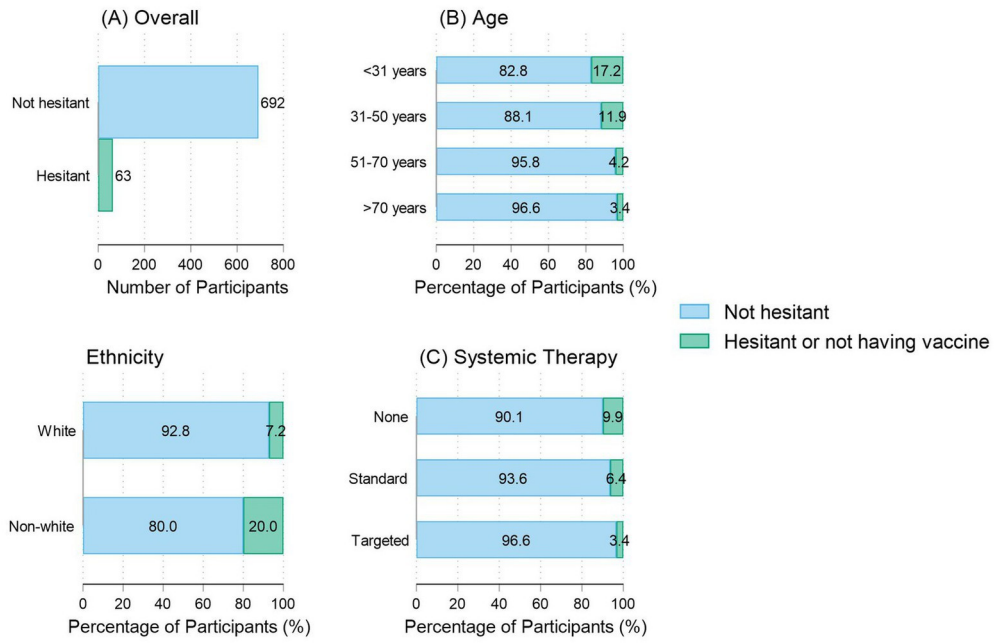 (A) Overall
Not hesitant
692
Hesitant
63
0 200 400 600 800
Number of Participants
(B) Age
<31 years
82.8 17.2
31-50 years
88.1 11.9
51-70 years
95.8 4.2
>70 years
96.6 3.4
0 20 40 60 80 100
Percentage of Participants (%)
Not hesitant
Hesitant or not having vaccine
Ethnicity
White
92.8 7.2
Non-white
80.0 20.0
0 20 40 60 80 100
Percentage of Participants (%)
(C) Systemic Therapy
None
90.1 9.9
Standard
93.6 6.4
Targeted
96.6 3.4
0 20 40 60 80 100
Percentage of Participants (%)